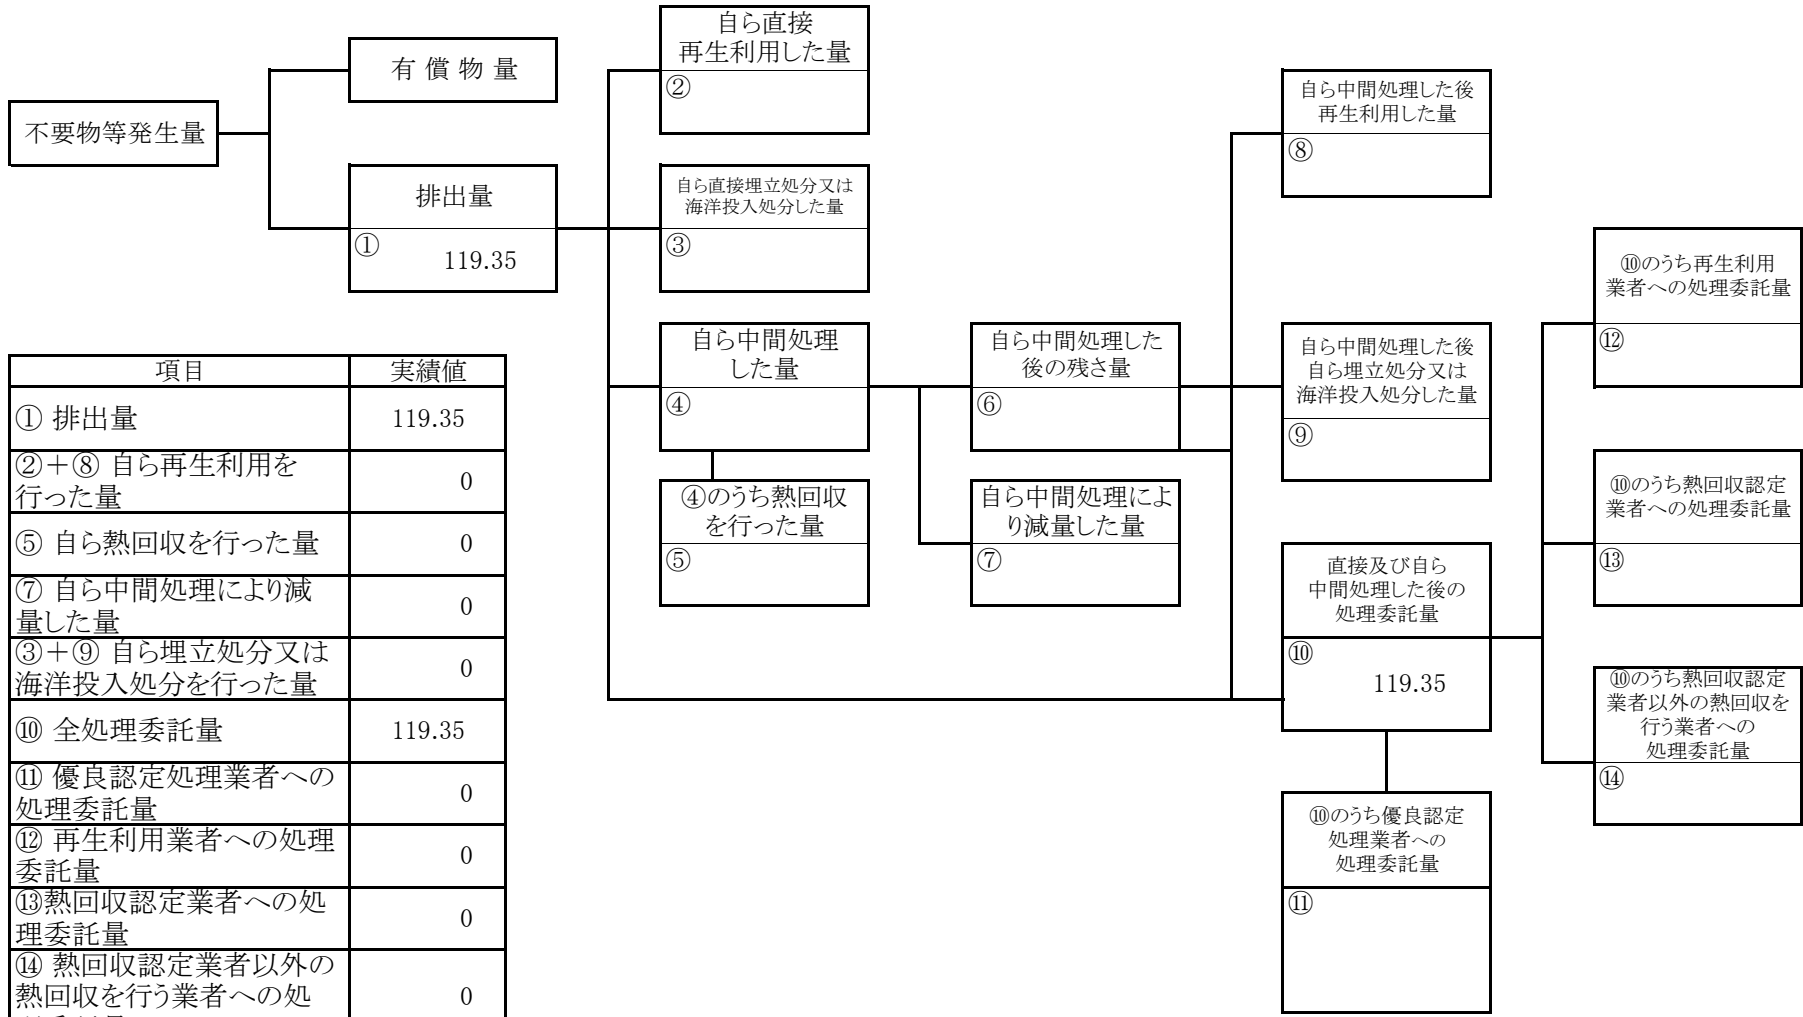 自ら直接
再生利用した量
②
有 償 物 量
不要物等発生量
自ら中間処理した後
再生利用した量
⑧
排出量
① 119.35
自ら直接埋立処分又は
海洋投入処分した量
③
⑩のうち再生利用
業者への処理委託量
⑫
自ら中間処理
した量
④
自ら中間処理した
後の残さ量
⑥
自ら中間処理した後
自ら埋立処分又は
海洋投入処分した量
⑨
④のうち熱回収
を行った量
⑤
自ら中間処理によ
り減量した量
⑦
⑩のうち熱回収認定
業者への処理委託量
⑬
直接及び自ら
中間処理した後の
処理委託量
⑩
119.35
⑩のうち熱回収認定
業者以外の熱回収を
行う業者への
処理委託量
⑭
⑩のうち優良認定
処理業者への
処理委託量
⑪
項目 実績値
① 排出量 119.35
②＋⑧ 自ら再生利用を
行った量 0
⑤ 自ら熱回収を行った量 0
⑦ 自ら中間処理により減
量した量 0
③＋⑨ 自ら埋立処分又は
海洋投入処分を行った量 0
⑩ 全処理委託量 119.35
⑪ 優良認定処理業者への
処理委託量 0
⑫ 再生利用業者への処理
委託量 0
⑬熱回収認定業者への処
理委託量 0
⑭ 熱回収認定業者以外の
熱回収を行う業者への処 0